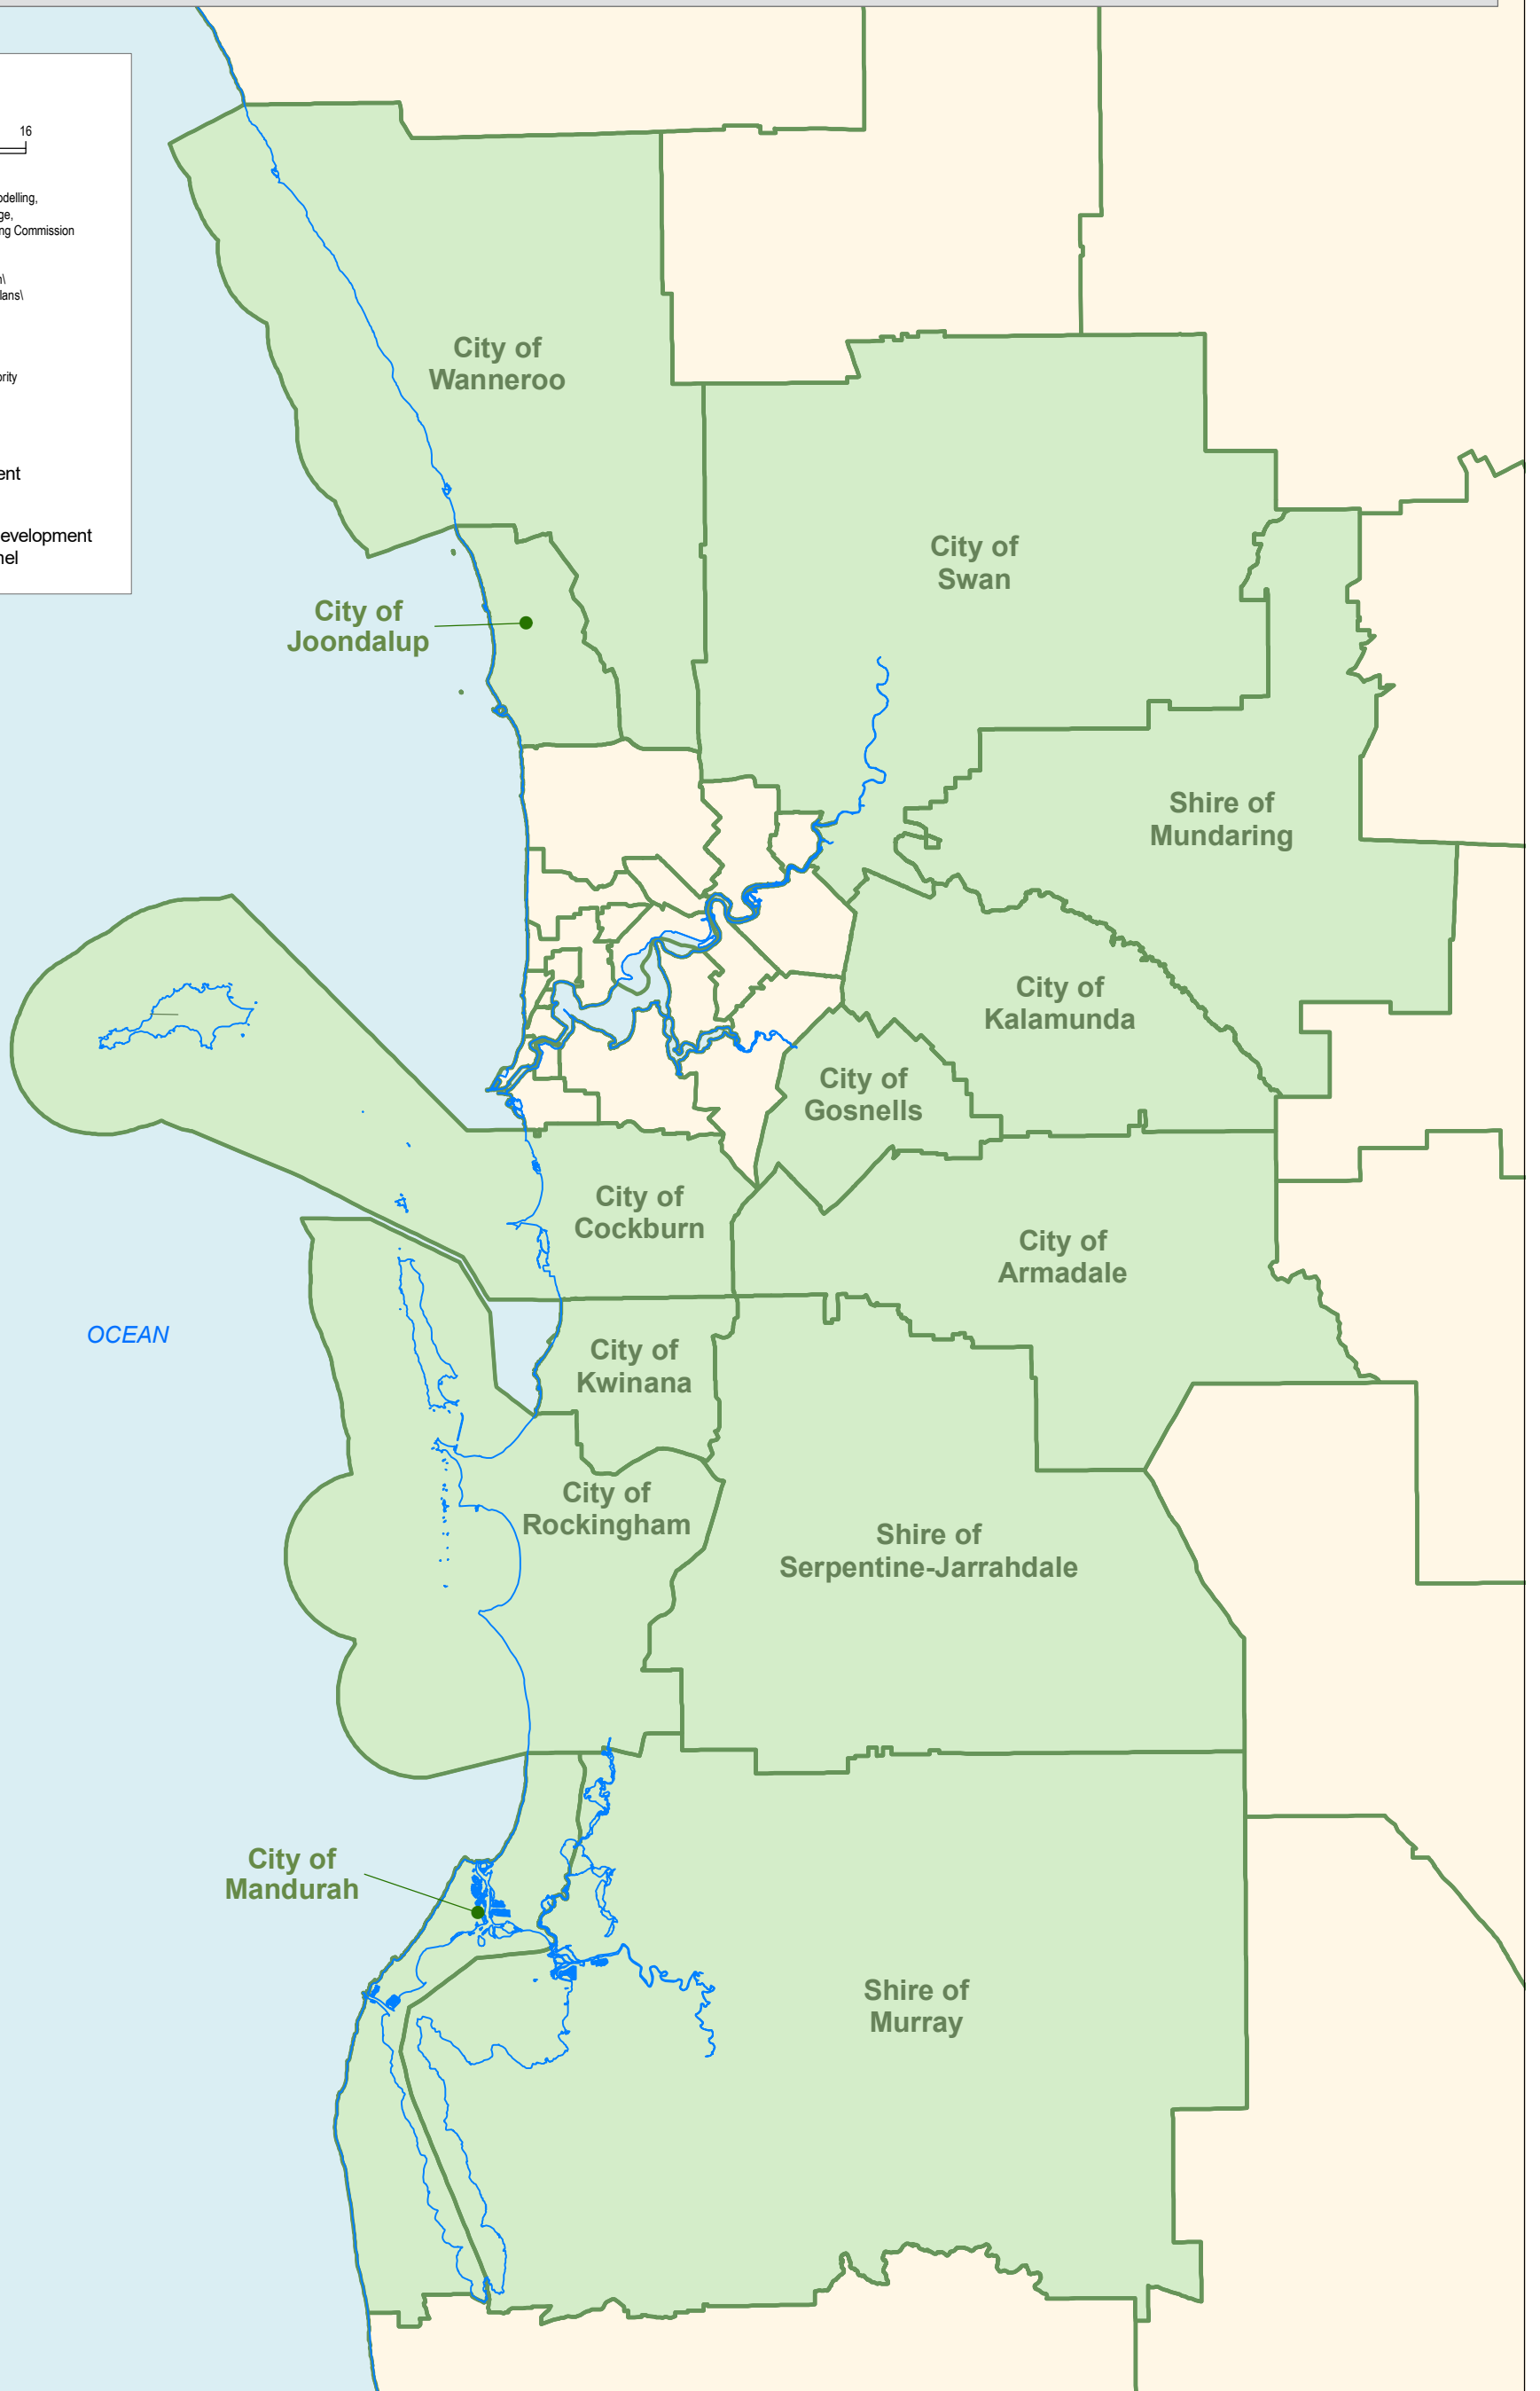 16
odelling,
ge,
ng Commission
n\
lans\
ority
ent
evelopment
nel
City of
Wanneroo
City of
Swan
City of
Joondalup
Shire of
Mundaring
City of
Kalamunda
City of
Gosnells
City of
Cockburn
City of
Armadale
OCEAN
City of
Kwinana
City of
Rockingham
Shire of
Serpentine-Jarrahdale
City of
Mandurah
Shire of
Murray